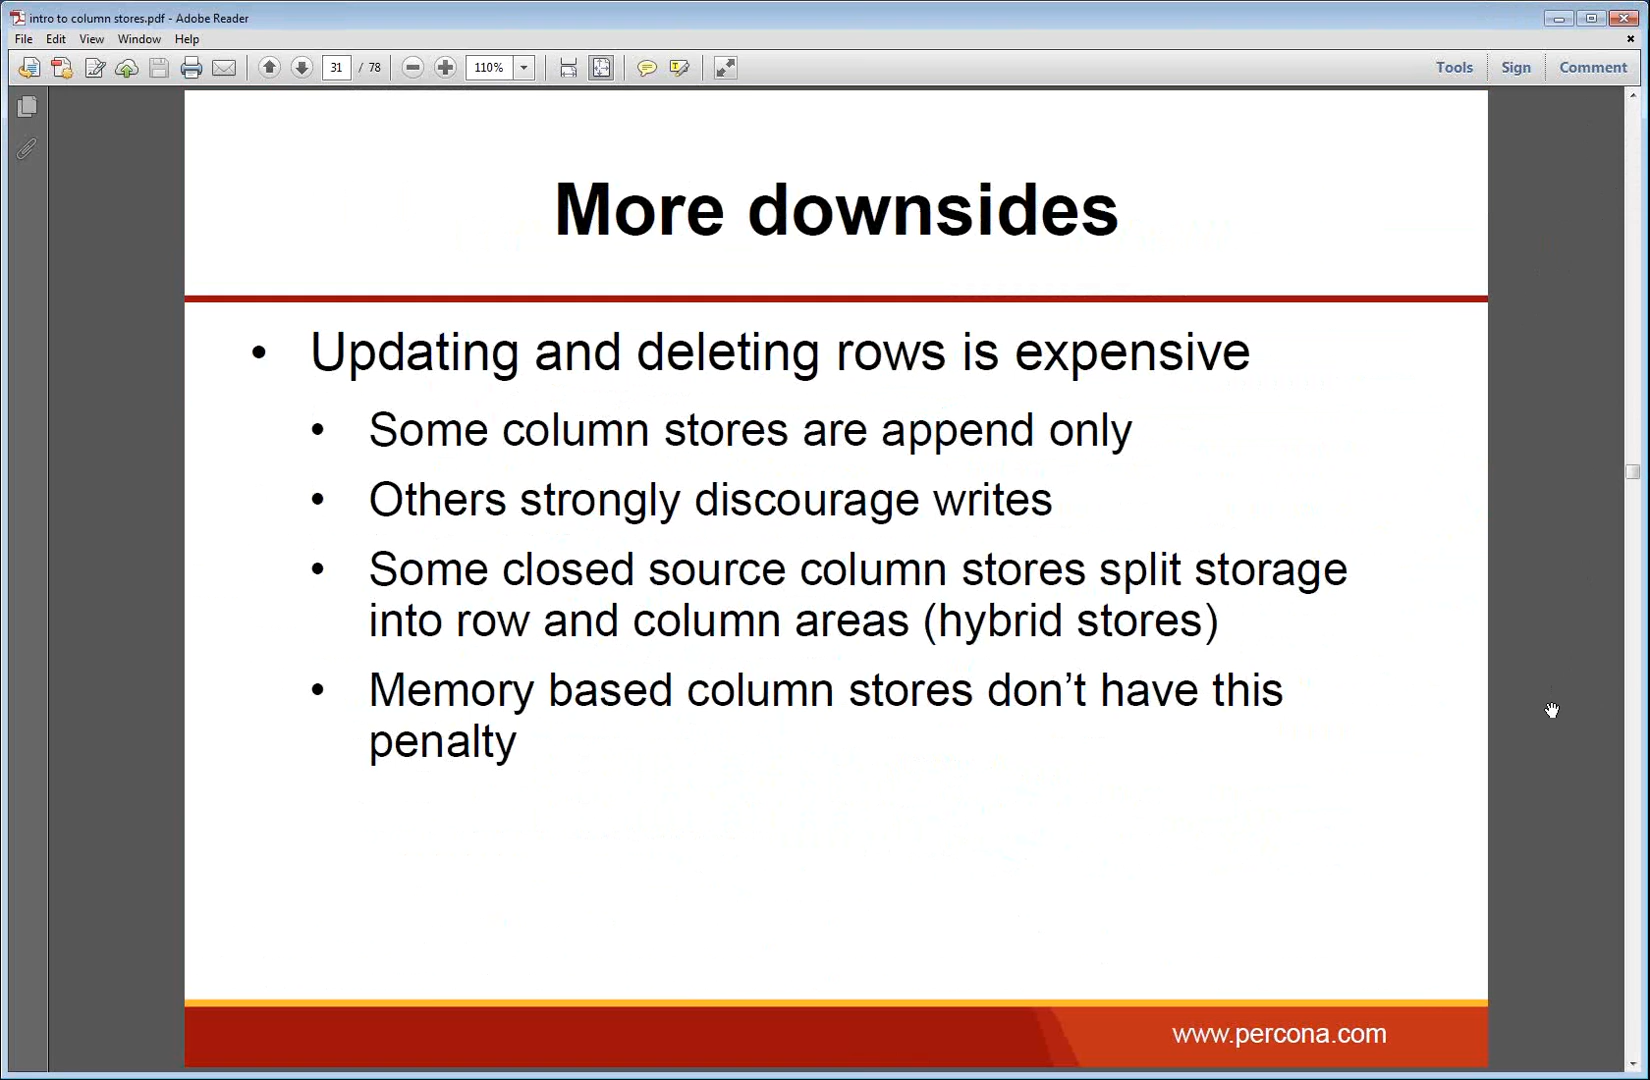 intro to column stores.pdf - Adobe Reader
File Edit View Window Help
31 / 78 110% Tools Sign Comment
More downsides
• Updating and deleting rows is expensive
• Some column stores are append only
• Others strongly discourage writes
• Some closed source column stores split storage
into row and column areas (hybrid stores)
• Memory based column stores don’t have this
penalty
www.percona.com